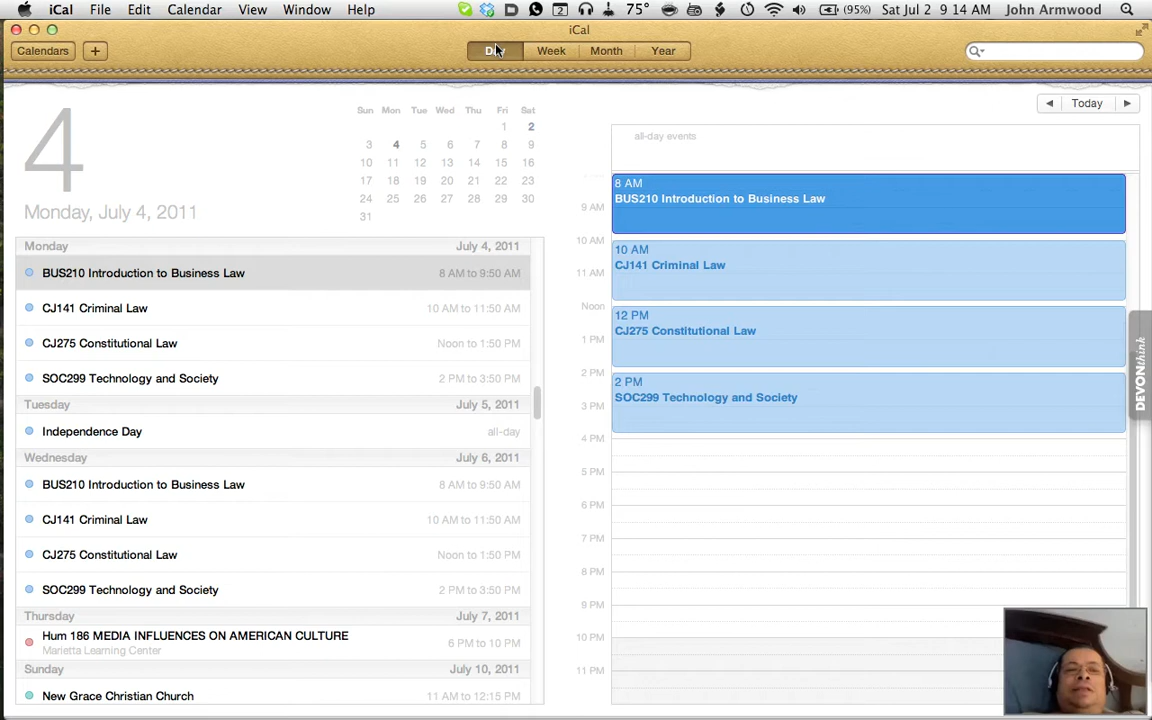 iCal File Edit Calendar View Window Help 2 75° (95%) Sat Jul 2 9:14 AM John Armwood
iCal
Calendars + Day Week Month Year
4
Monday, July 4, 2011
Sun Mon Tue Wed Thu Fri Sat
1 2
3 4 5 6 7 8 9
10 11 12 13 14 15 16
17 18 19 20 21 22 23
24 25 26 27 28 29 30
31
Today
Monday July 4, 2011
BUS210 Introduction to Business Law 8 AM to 9:50 AM
CJ141 Criminal Law 10 AM to 11:50 AM
CJ275 Constitutional Law Noon to 1:50 PM
SOC299 Technology and Society 2 PM to 3:50 PM
Tuesday July 5, 2011
Independence Day all-day
Wednesday July 6, 2011
BUS210 Introduction to Business Law 8 AM to 9:50 AM
CJ141 Criminal Law 10 AM to 11:50 AM
CJ275 Constitutional Law Noon to 1:50 PM
SOC299 Technology and Society 2 PM to 3:50 PM
Thursday July 7, 2011
Hum 186 MEDIA INFLUENCES ON AMERICAN CULTURE 6 PM to 10 PM
Marietta Learning Center
Sunday July 10, 2011
New Grace Christian Church 11 AM to 12:15 PM
all-day events
8 AM
BUS210 Introduction to Business Law
9 AM
10 AM
10 AM
CJ141 Criminal Law
11 AM
Noon
12 PM
CJ275 Constitutional Law
1 PM
2 PM
2 PM
SOC299 Technology and Society
3 PM
4 PM
5 PM
6 PM
7 PM
8 PM
9 PM
10 PM
11 PM
DEVONthink